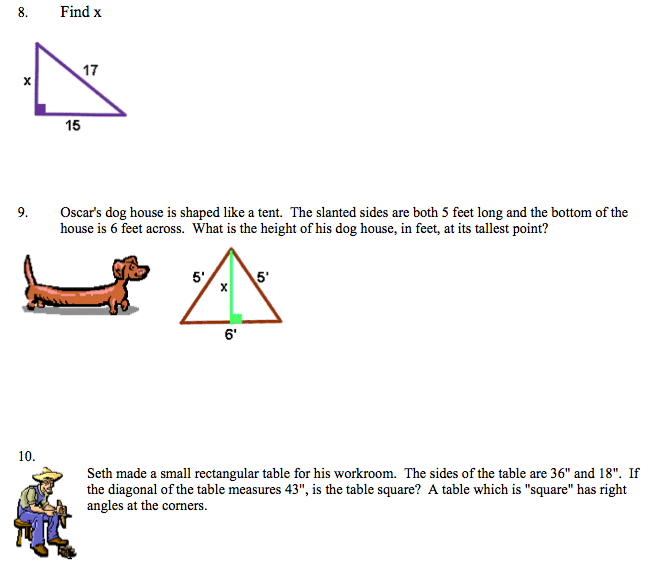 8. Find x
17
x
15
9. Oscar's dog house is shaped like a tent. The slanted sides are both 5 feet long and the bottom of the
house is 6 feet across. What is the height of his dog house, in feet, at its tallest point?
5' 5'
x
6'
10.
Seth made a small rectangular table for his workroom. The sides of the table are 36" and 18". If
the diagonal of the table measures 43", is the table square? A table which is "square" has right
angles at the corners.